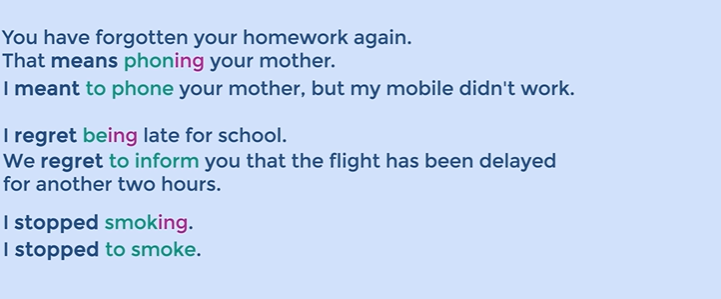 You have forgotten your homework again.
That means phoning your mother.
I meant to phone your mother, but my mobile didn't work.
I regret being late for school.
We regret to inform you that the flight has been delayed
for another two hours.
I stopped smoking.
I stopped to smoke.